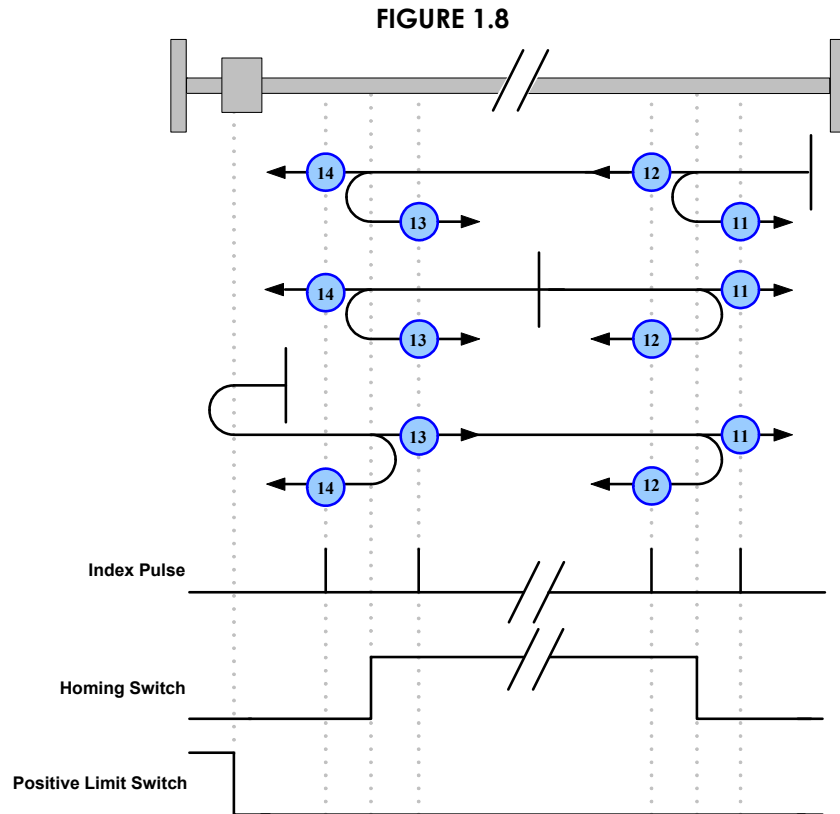 FIGURE 1.8
14 12
13 11
14 11
13 12
13 11
14 12
Index Pulse
Homing Switch
Positive Limit Switch